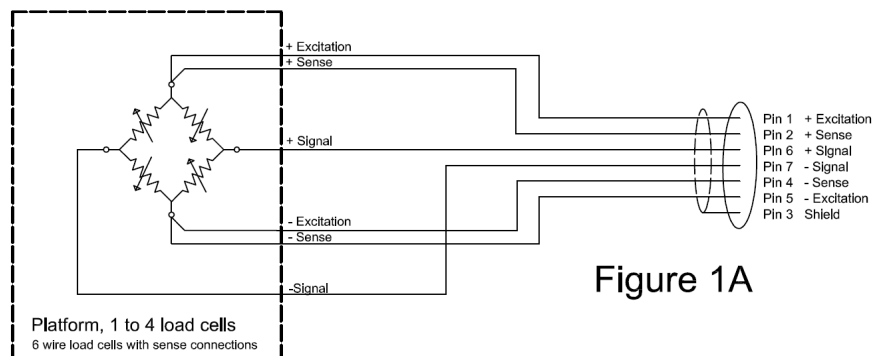 + Excitation
+ Sense
+ Signal
- Excitation
- Sense
-Signal
Pin 1 + Excitation
Pin 2 + Sense
Pin 6 + Signal
Pin 7 - Signal
Pin 4 - Sense
Pin 5 - Excitation
Pin 3 Shield
Figure 1A
Platform, 1 to 4 load cells
6 wire load cells with sense connections